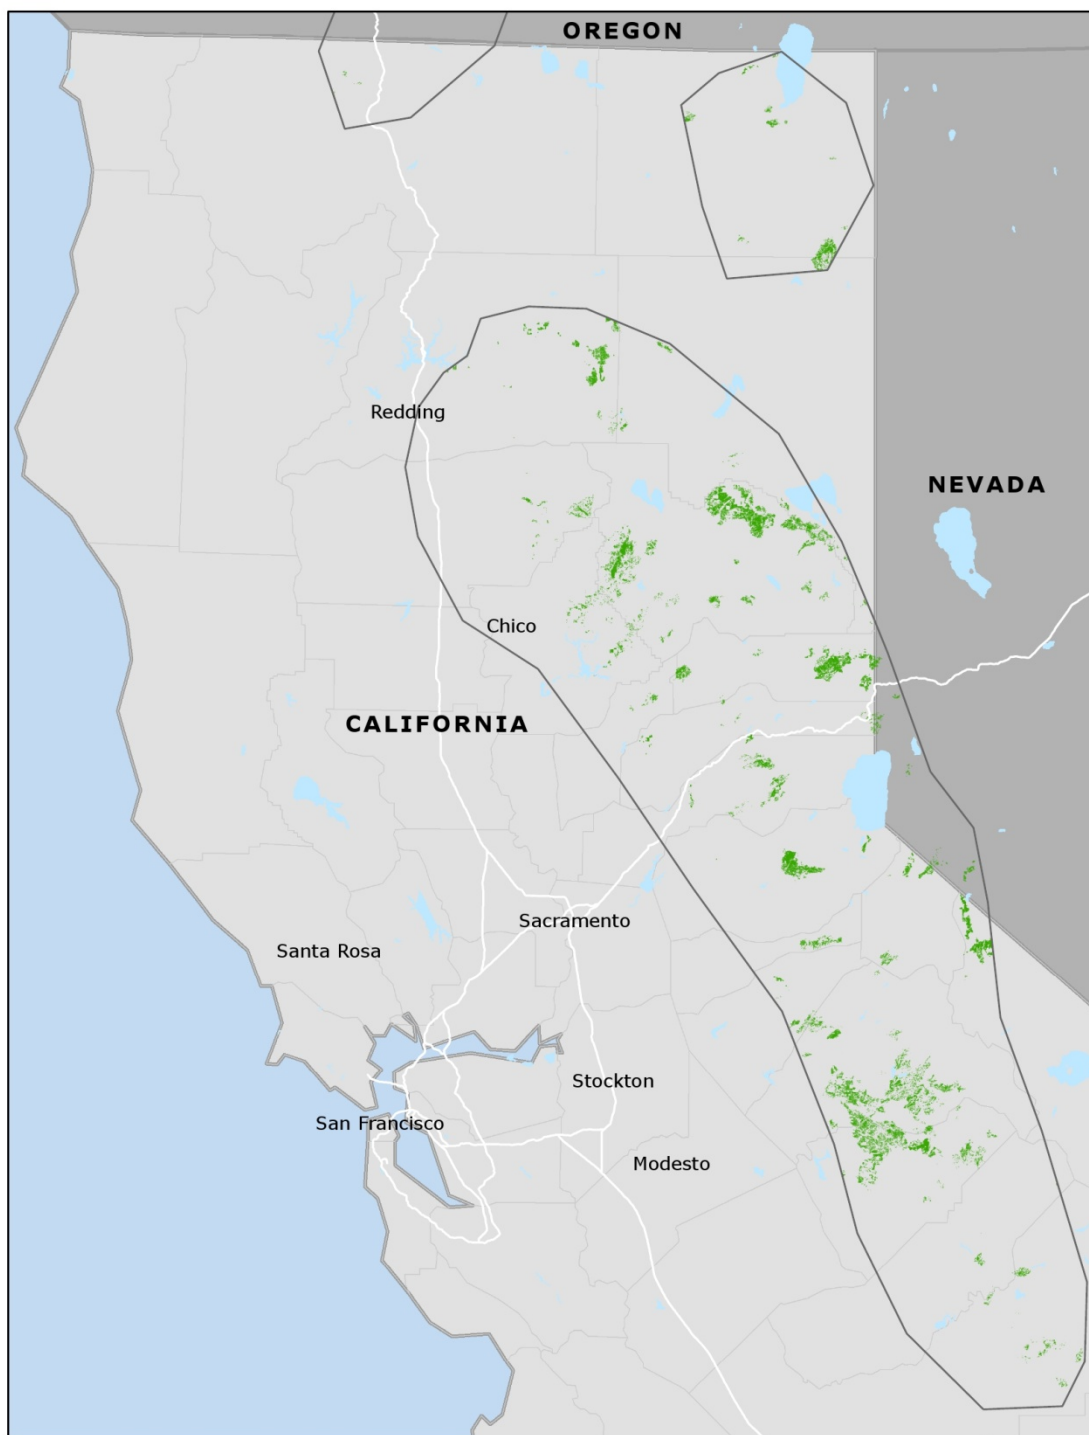 OREGON
Redding
NEVADA
Chico
CALIFORNIA
Sacramento
Santa Rosa
Stockton
San Francisco
Modesto